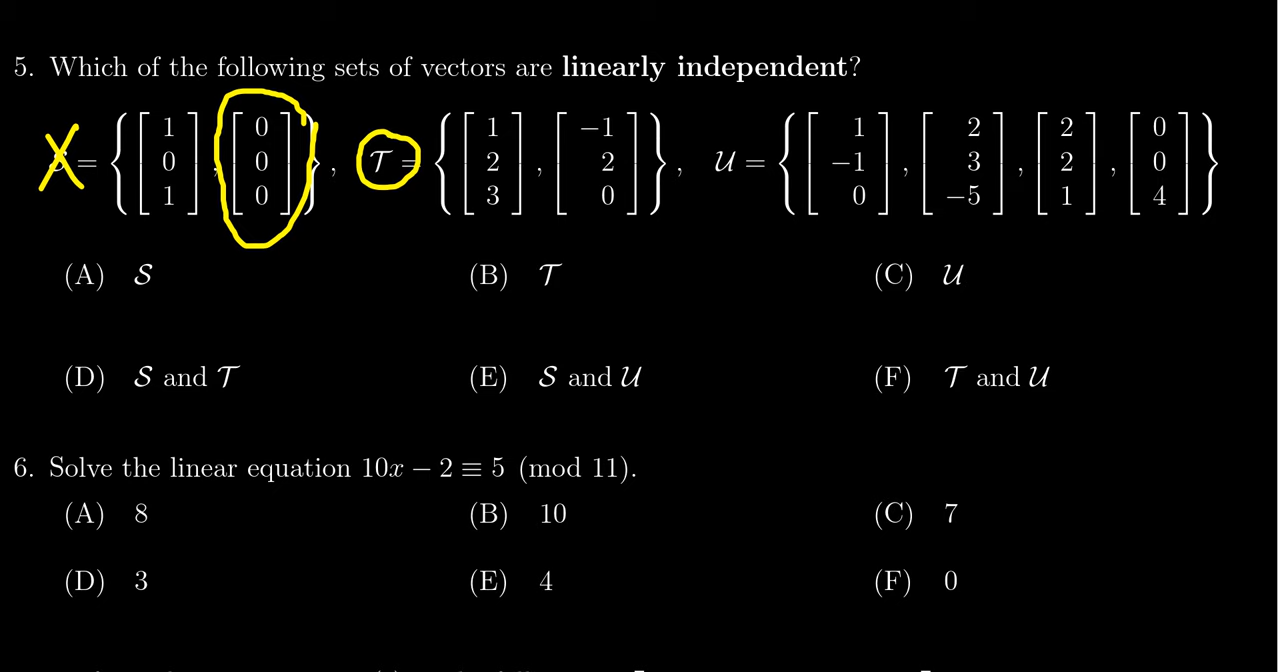 5. Which of the following sets of vectors are linearly independent?
S = { [1 0 1], [0 0 0] }, T = { [1 2 3], [−1 2 0] }, U = { [1 −1 0], [2 3 −5], [2 2 1], [0 0 4] }
(A) S (B) T (C) U
(D) S and T (E) S and U (F) T and U
6. Solve the linear equation 10x − 2 ≡ 5 (mod 11).
(A) 8 (B) 10 (C) 7
(D) 3 (E) 4 (F) 0